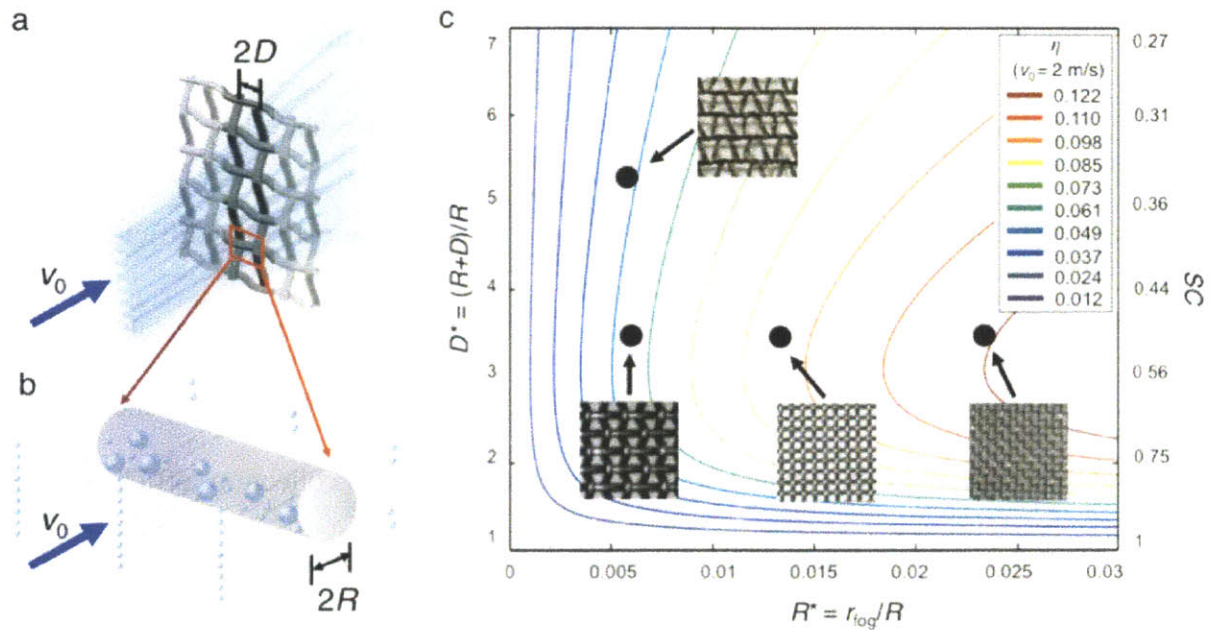 a
2D
v₀
b
v₀
2R
c
D* = (R+D)/R
7
6
5
4
3
2
1
0
0.005
0.01
0.015
0.02
0.025
0.03
R* = r_fog/R
η
(v₀ = 2 m/s)
0.122
0.110
0.098
0.085
0.073
0.061
0.049
0.037
0.024
0.012
0.27
0.31
0.36
0.44
0.56
0.75
1
SC